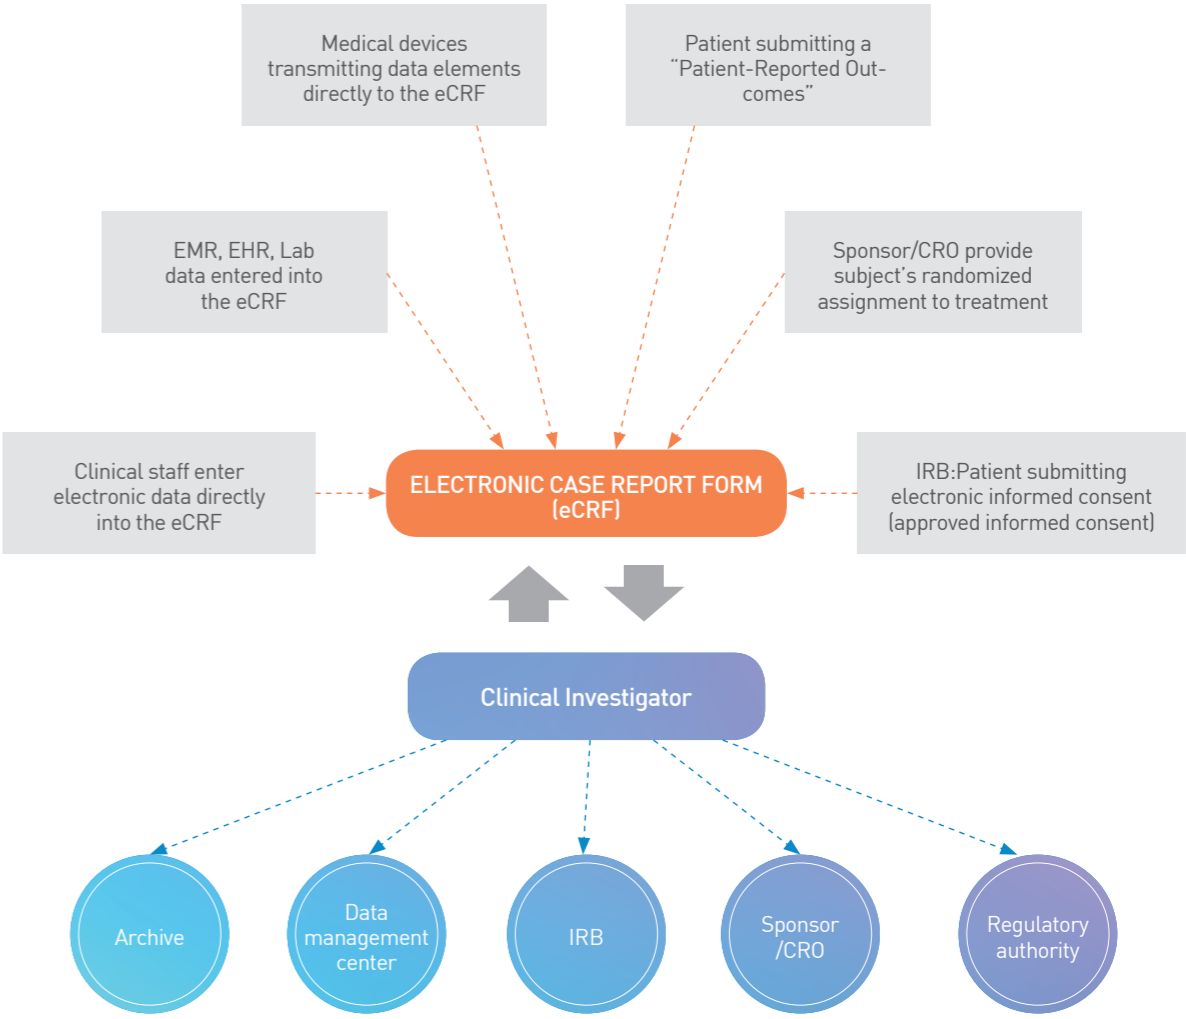 Medical devices
transmitting data elements
directly to the eCRF
Patient submitting a
“Patient-Reported Out-
comes”
EMR, EHR, Lab
data entered into
the eCRF
Sponsor/CRO provide
subject’s randomized
assignment to treatment
Clinical staff enter
electronic data directly
into the eCRF
ELECTRONIC CASE REPORT FORM
(eCRF)
IRB:Patient submitting
electronic informed consent
(approved informed consent)
Clinical Investigator
Archive
Data
management
center
IRB
Sponsor
/CRO
Regulatory
authority